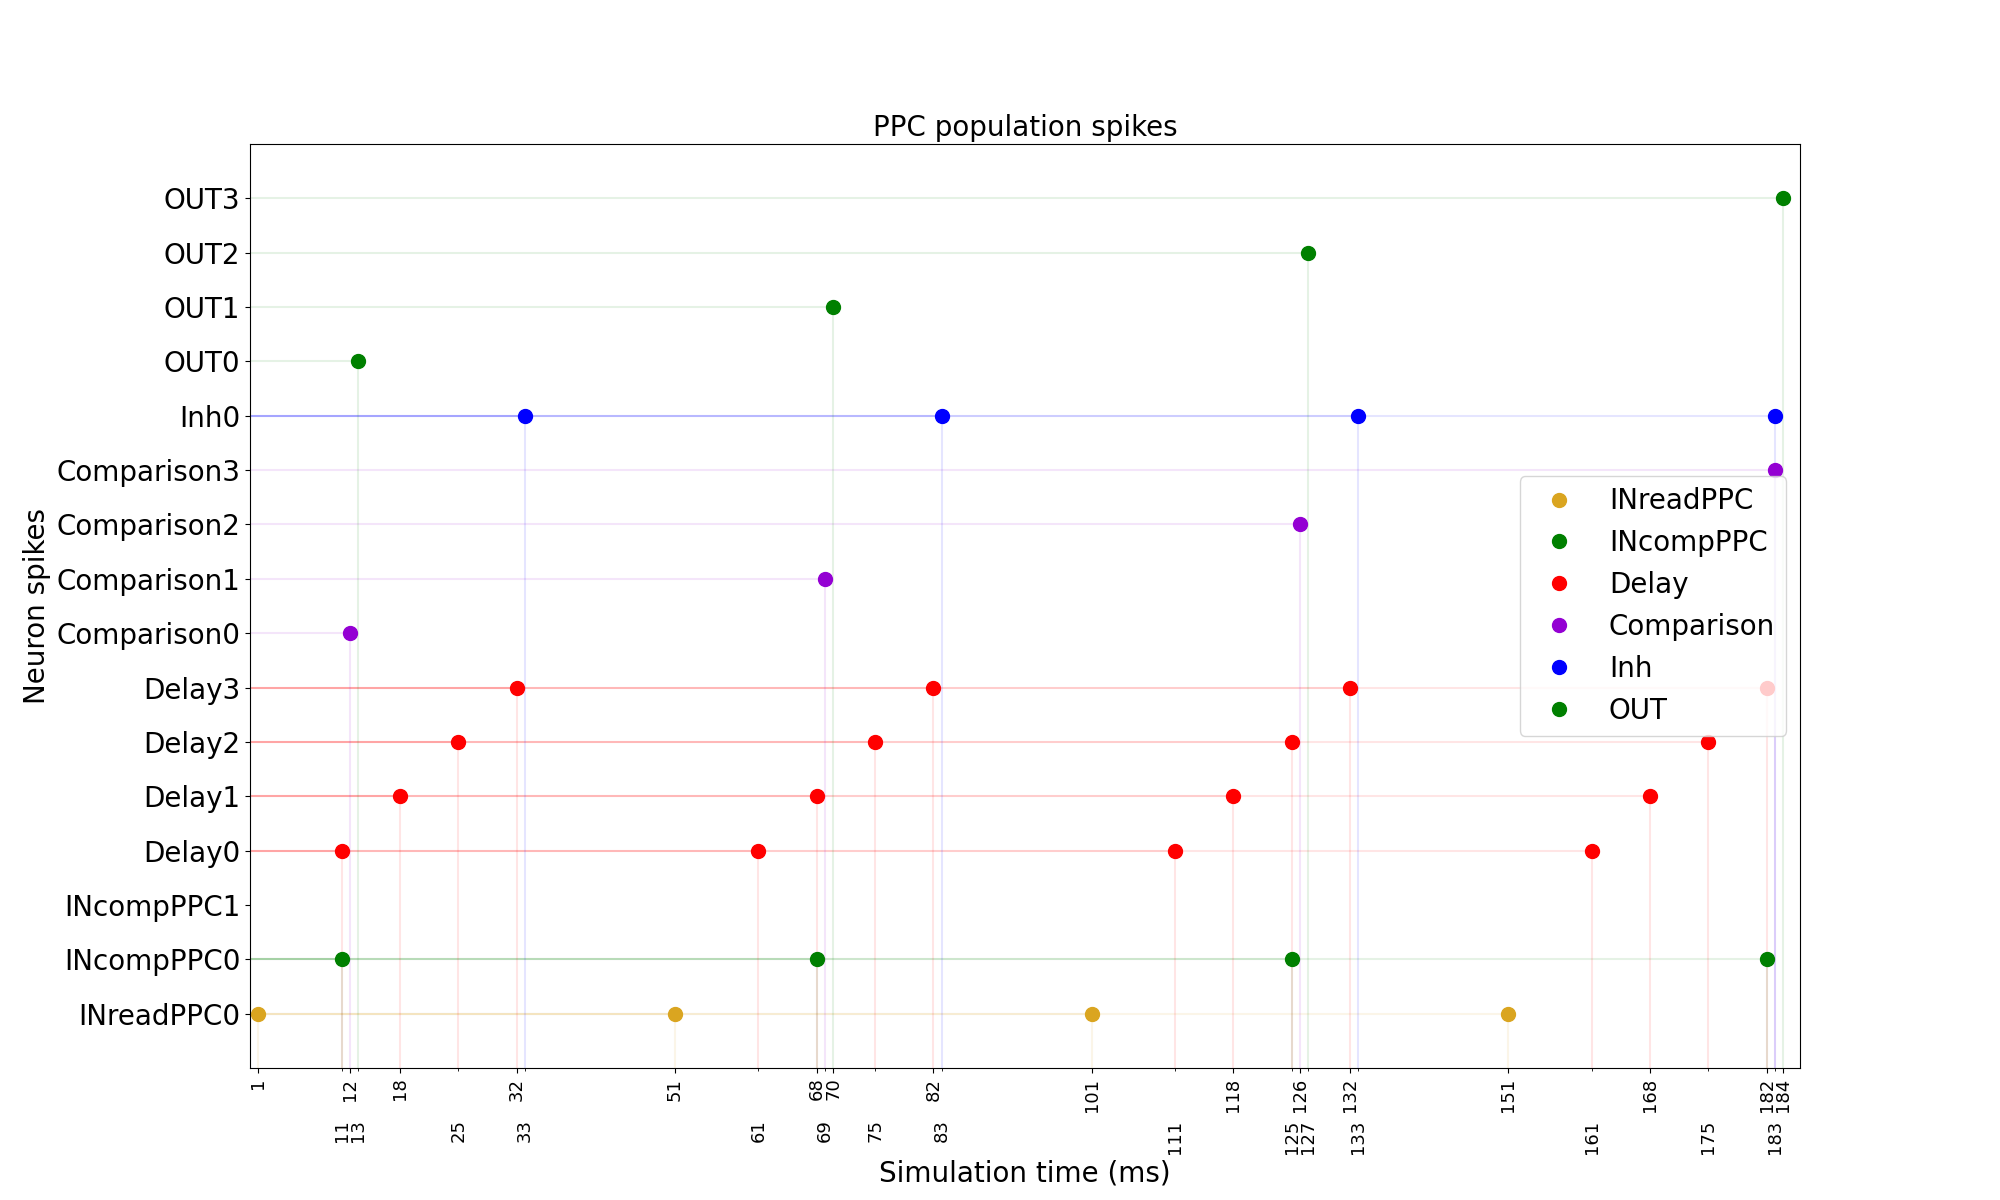 PPC population spikes
OUT3
OUT2
OUT1
OUT0
Inh0
Comparison3
Comparison2
Comparison1
Comparison0
Delay3
Delay2
Delay1
Delay0
INcompPPC1
INcompPPC0
INreadPPC0
Neuron spikes
INreadPPC
INcompPPC
Delay
Comparison
Inh
OUT
1 12 18 32 51 68 70 82 101 118 126 132 151 168 182 184
11 13 25 33 61 69 75 83 111 125 127 133 161 175 183
Simulation time (ms)